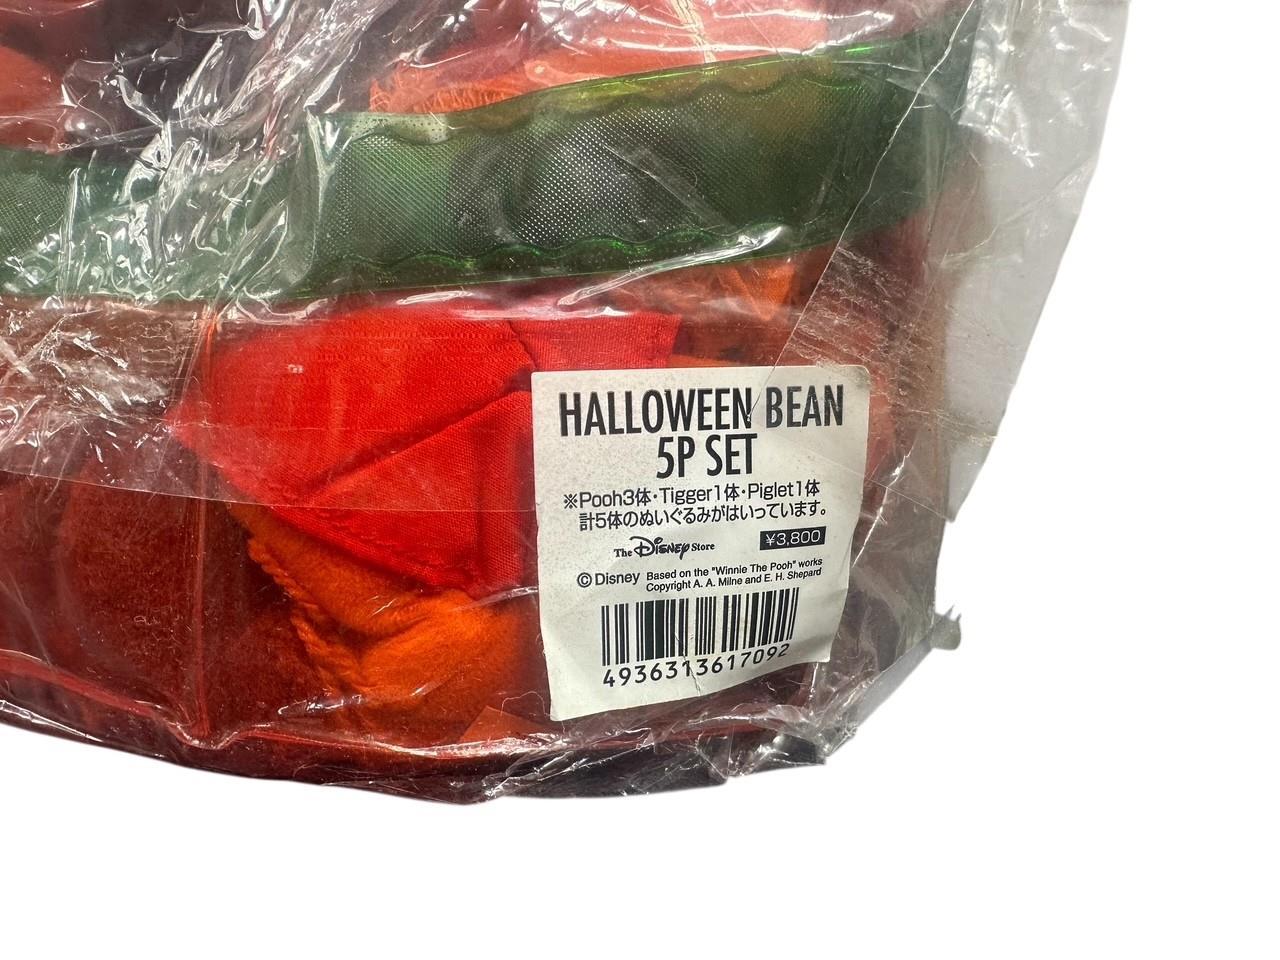 HALLOWEEN BEAN
5P SET
※Pooh3体・Tigger1体・Piglet1体
計5体のぬいぐるみがはいっています。
The Disney Store ¥3,800
©Disney Based on the "Winnie The Pooh" works
Copyright A. A. Milne and E. H. Shepard
4936313617092